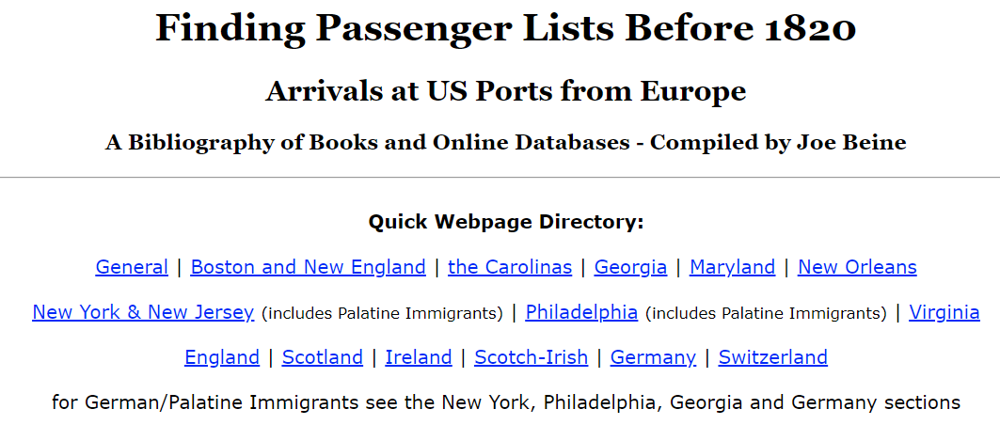 Finding Passenger Lists Before 1820
Arrivals at US Ports from Europe
A Bibliography of Books and Online Databases - Compiled by Joe Beine
Quick Webpage Directory:
General | Boston and New England | the Carolinas | Georgia | Maryland | New Orleans
New York & New Jersey (includes Palatine Immigrants) | Philadelphia (includes Palatine Immigrants) | Virginia
England | Scotland | Ireland | Scotch-Irish | Germany | Switzerland
for German/Palatine Immigrants see the New York, Philadelphia, Georgia and Germany sections